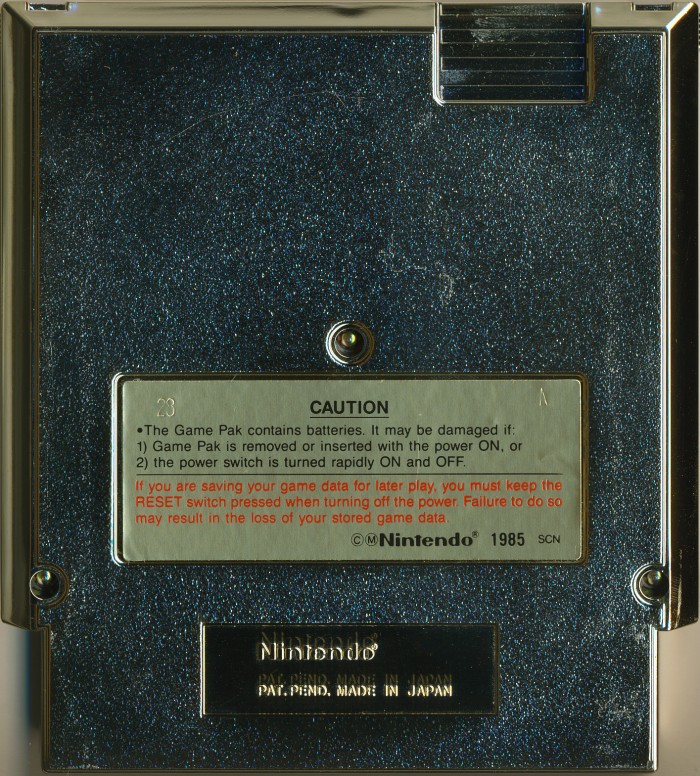 23 A
CAUTION
•The Game Pak contains batteries. It may be damaged if:
1) Game Pak is removed or inserted with the power ON, or
2) the power switch is turned rapidly ON and OFF.
If you are saving your game data for later play, you must keep the
RESET switch pressed when turning off the power. Failure to do so
may result in the loss of your stored game data.
©Ⓜ Nintendo® 1985 SCN
Nintendo®
PAT. PEND. MADE IN JAPAN